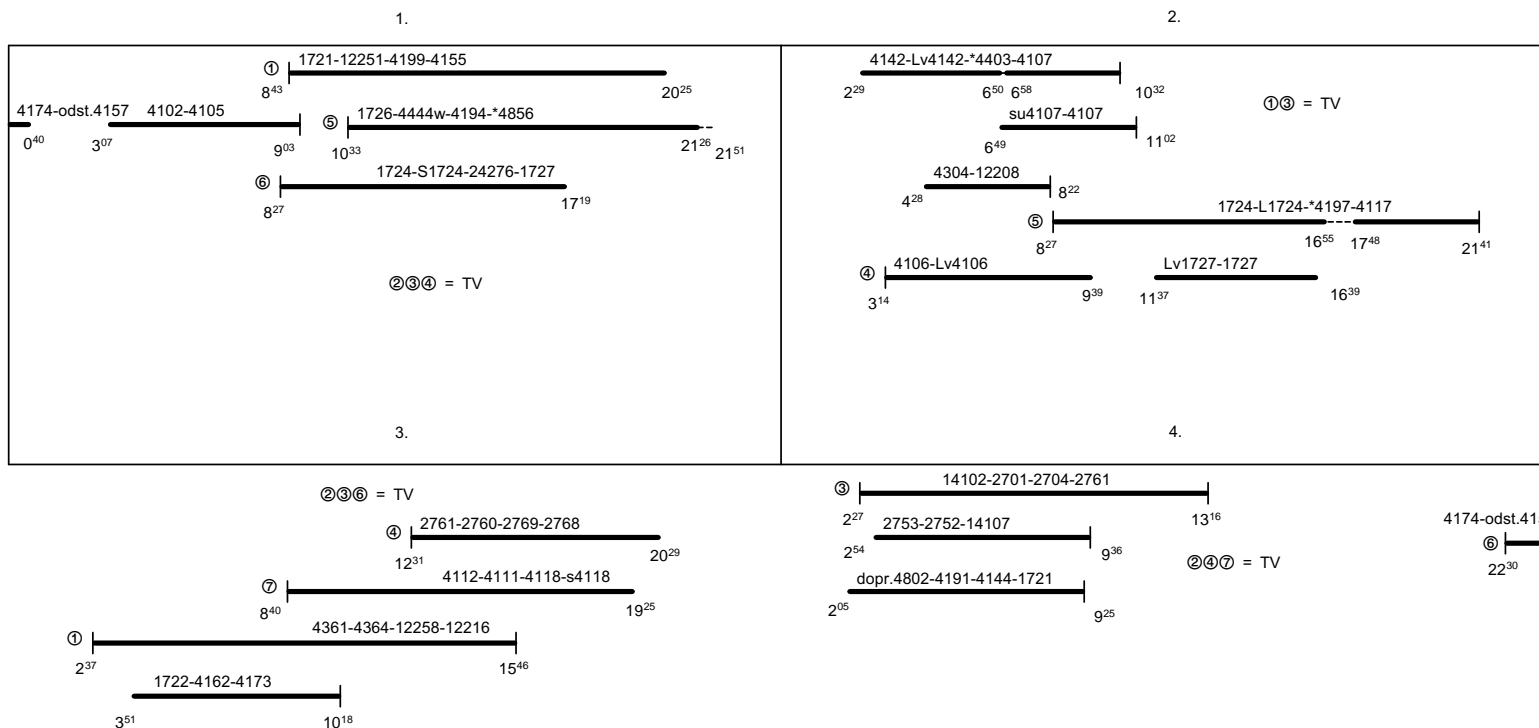 1.
2.
① 1721-12251-4199-4155
8⁴³ 20²⁵
4174-odst.4157 4102-4105
0⁴⁰ 3⁰⁷ 9⁰³
⑤ 1726-4444w-4194-*4856
10³³ 21²⁶ 21⁵¹
⑥ 1724-S1724-24276-1727
8²⁷ 17¹⁹
②③④ = TV
4142-Lv4142-*4403-4107
2²⁹ 6⁵⁰ 6⁵⁸ 10³²
①③ = TV
su4107-4107
6⁴⁹ 11⁰²
4304-12208
4²⁸ 8²²
⑤ 1724-L1724-*4197-4117
8²⁷ 16⁵⁵ 17⁴⁸ 21⁴¹
④ 4106-Lv4106 Lv1727-1727
3¹⁴ 9³⁹ 11³⁷ 16³⁹
3.
4.
②③⑥ = TV
④ 2761-2760-2769-2768
12³¹ 20²⁹
⑦ 4112-4111-4118-s4118
8⁴⁰ 19²⁵
① 4361-4364-12258-12216
2³⁷ 15⁴⁶
1722-4162-4173
3⁵¹ 10¹⁸
③ 14102-2701-2704-2761
2²⁷ 13¹⁶
2753-2752-14107
2⁵⁴ 9³⁶
②④⑦ = TV
dopr.4802-4191-4144-1721
2⁰⁵ 9²⁵
4174-odst.41
⑥
22³⁰